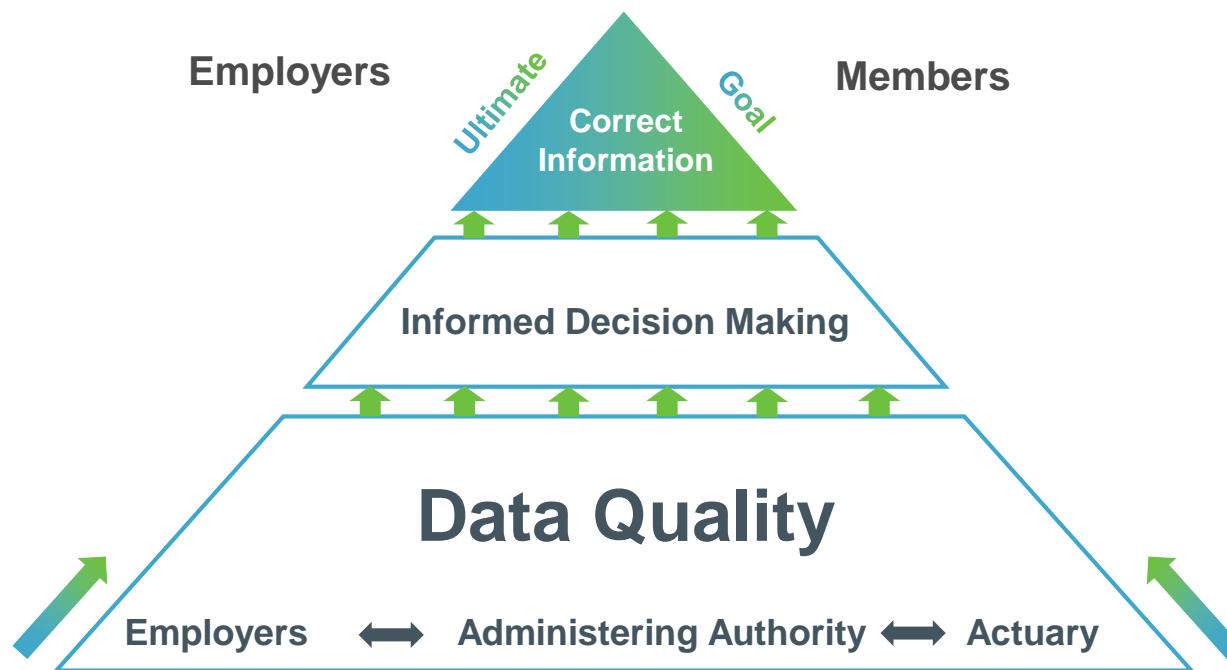 Employers
Ultimate
Goal
Members
Correct
Information
Informed Decision Making
Data Quality
Employers
Administering Authority
Actuary